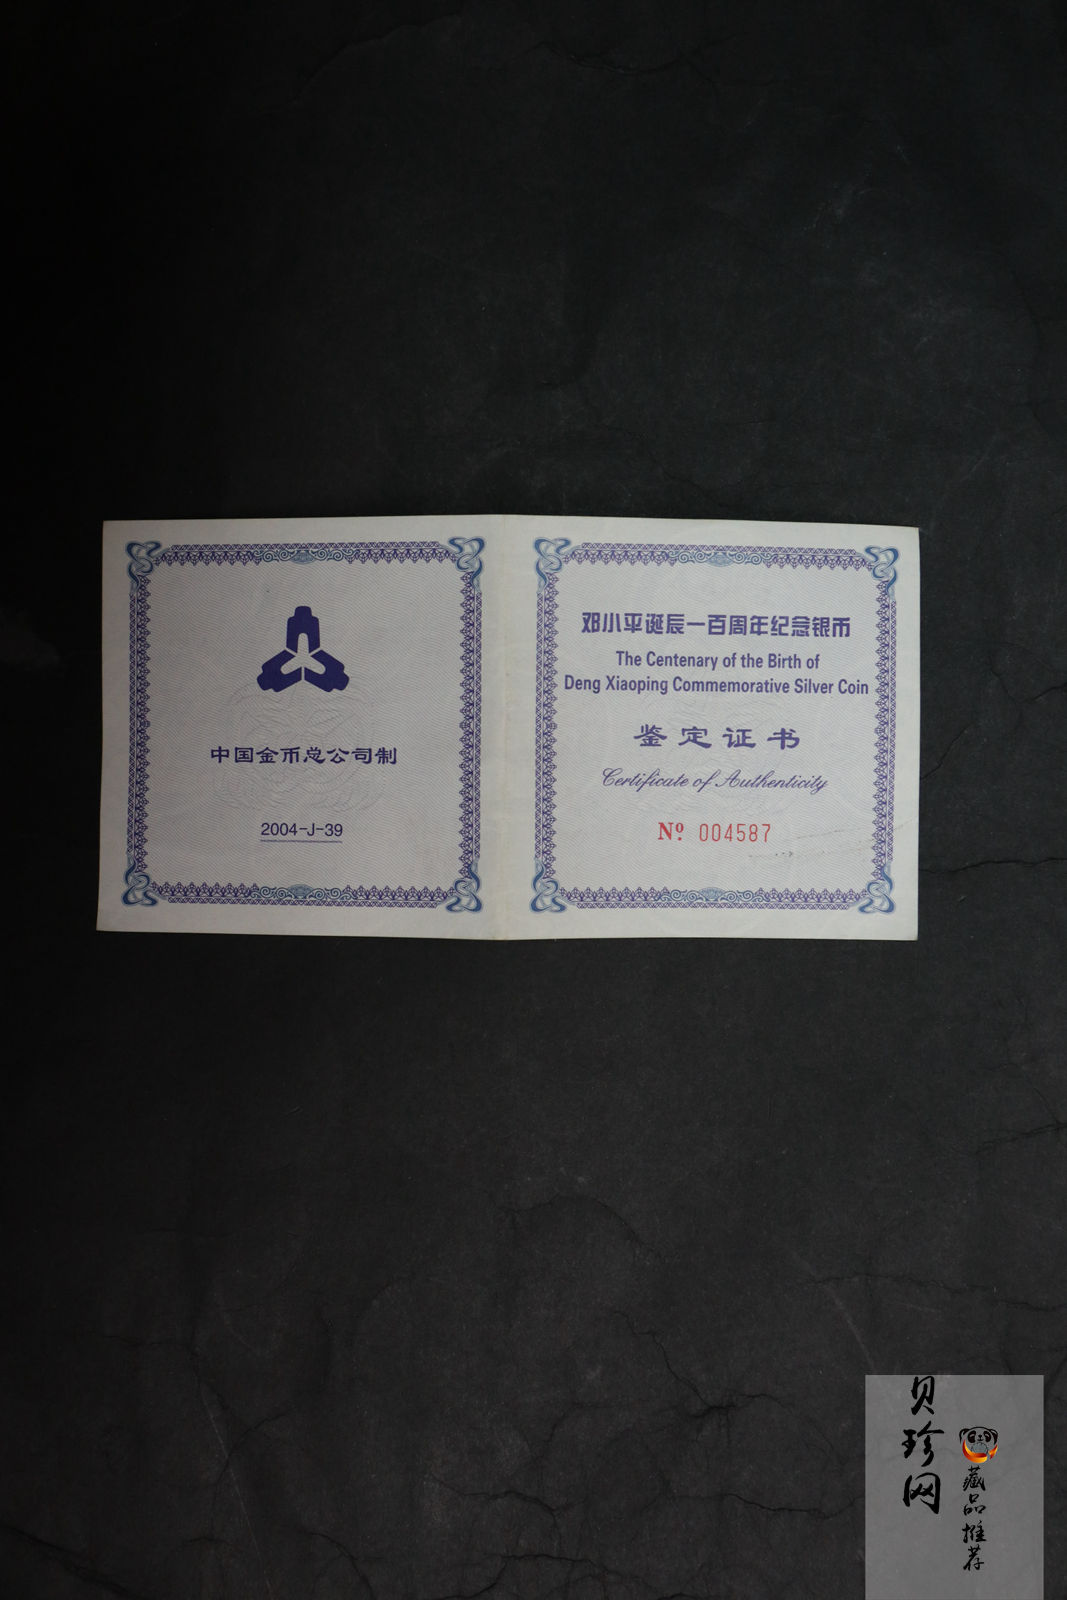 中国金币总公司制
2004-J-39
邓小平诞辰一百周年纪念银币
The Centenary of the Birth of
Deng Xiaoping Commemorative Silver Coin
鉴定证书
Certificate of Authenticity
Nº 004587
贝珍网
藏品推荐